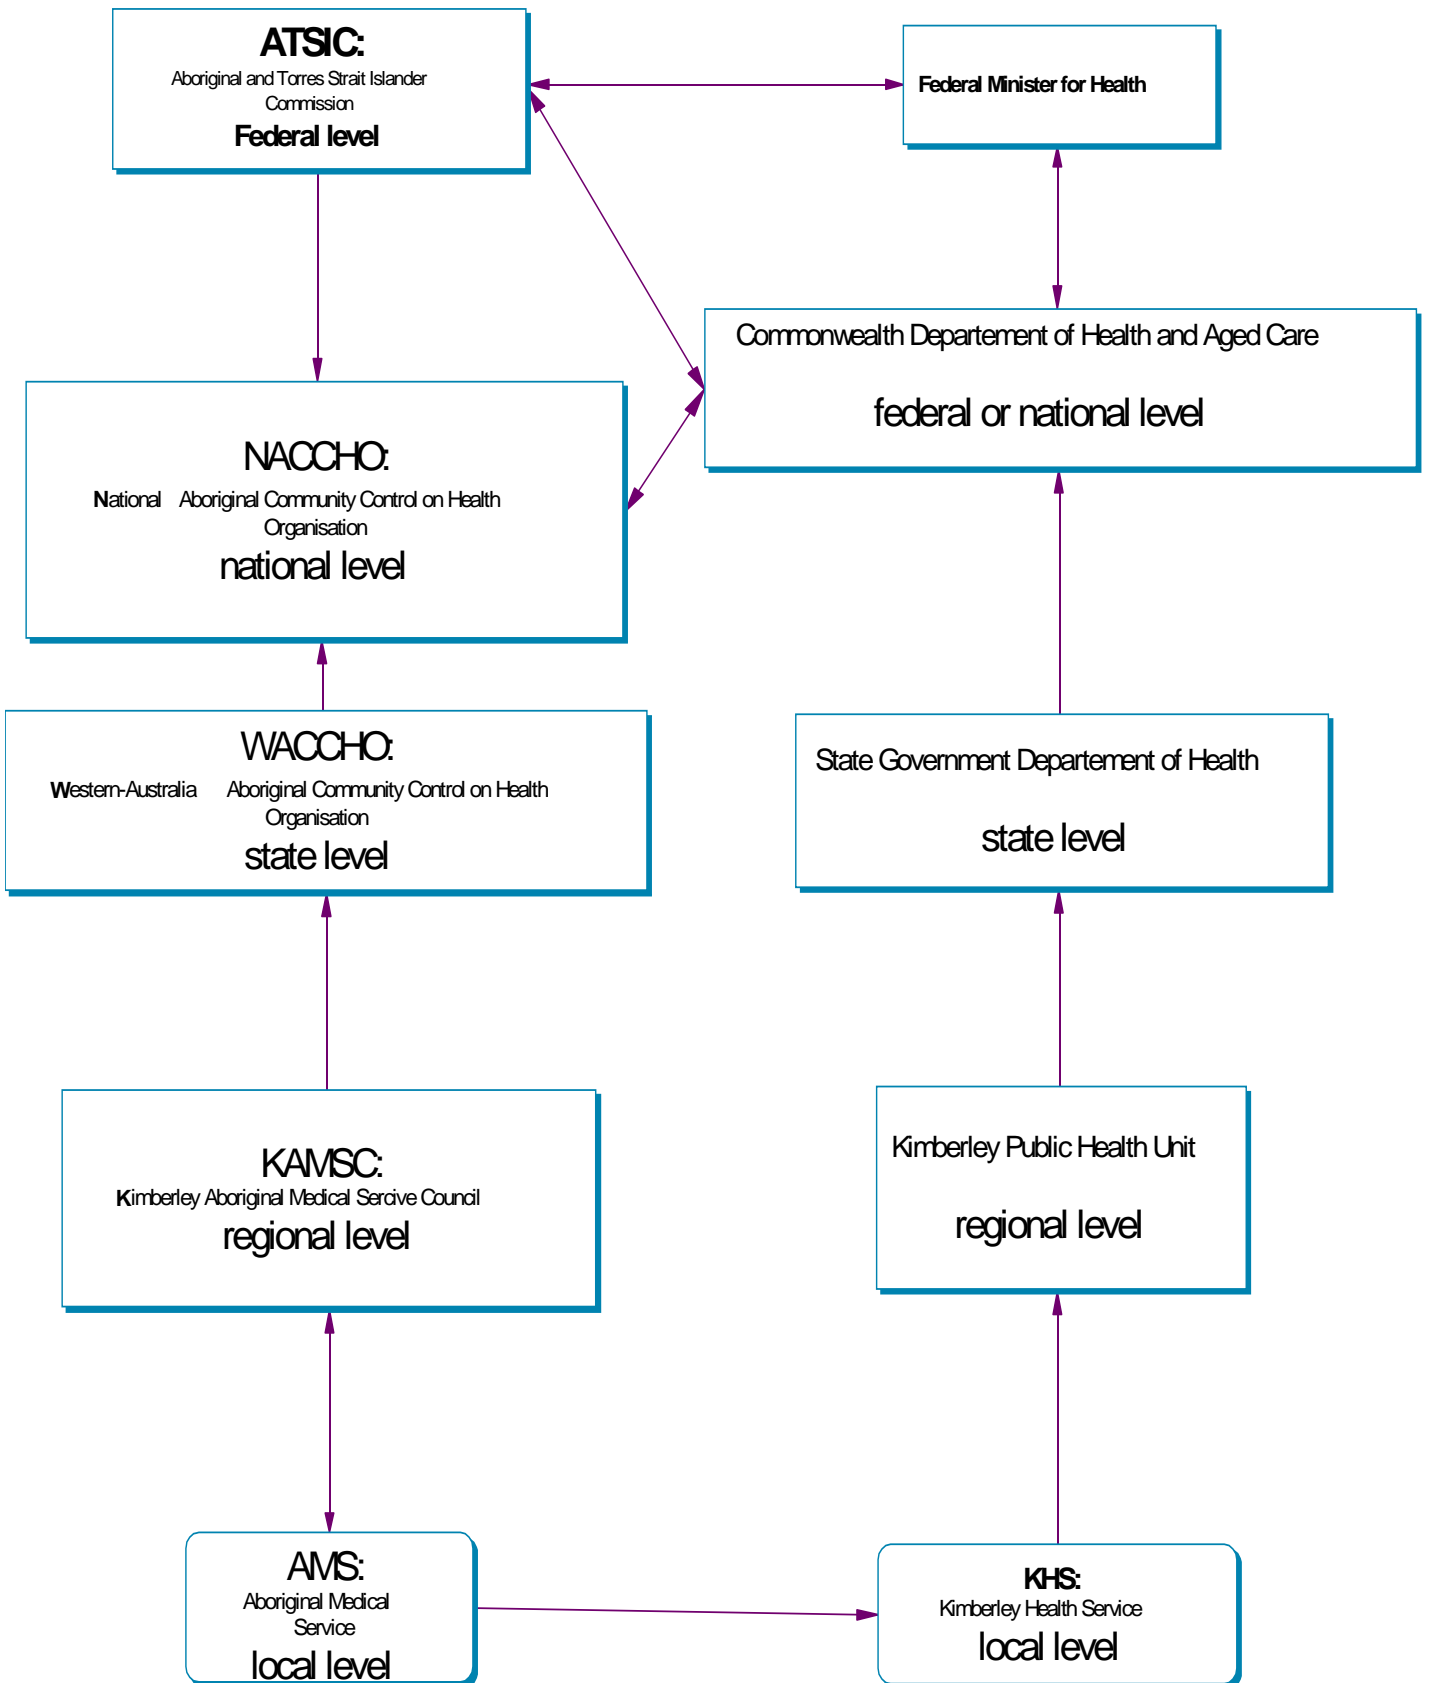 ATSIC:
Aboriginal and Torres Strait Islander
Commission
Federal level
Federal Minister for Health
Commonwealth Departement of Health and Aged Care
federal or national level
NACCHO:
National Aboriginal Community Control on Health
Organisation
national level
WACCHO:
Western-Australia Aboriginal Community Control on Health
Organisation
state level
State Government Departement of Health
state level
KAMSC:
Kimberley Aboriginal Medical Sercive Council
regional level
Kimberley Public Health Unit
regional level
AMS:
Aboriginal Medical
Service
local level
KHS:
Kimberley Health Service
local level